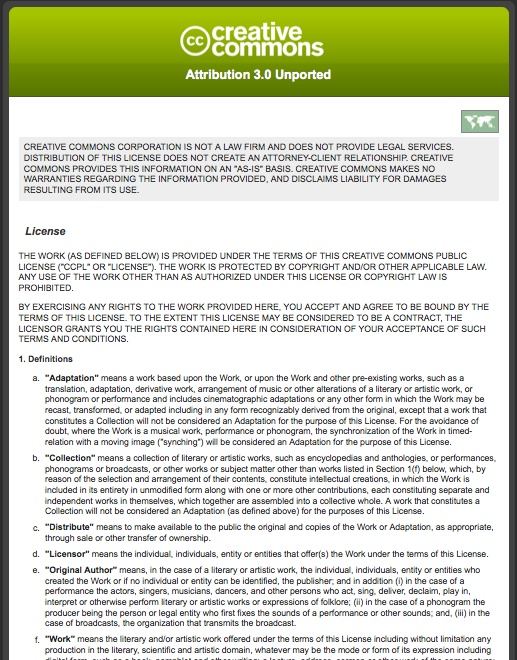 cc creative
commons
Attribution 3.0 Unported
CREATIVE COMMONS CORPORATION IS NOT A LAW FIRM AND DOES NOT PROVIDE LEGAL SERVICES.
DISTRIBUTION OF THIS LICENSE DOES NOT CREATE AN ATTORNEY-CLIENT RELATIONSHIP. CREATIVE
COMMONS PROVIDES THIS INFORMATION ON AN "AS-IS" BASIS. CREATIVE COMMONS MAKES NO
WARRANTIES REGARDING THE INFORMATION PROVIDED, AND DISCLAIMS LIABILITY FOR DAMAGES
RESULTING FROM ITS USE.
License
THE WORK (AS DEFINED BELOW) IS PROVIDED UNDER THE TERMS OF THIS CREATIVE COMMONS PUBLIC
LICENSE ("CCPL" OR "LICENSE"). THE WORK IS PROTECTED BY COPYRIGHT AND/OR OTHER APPLICABLE LAW.
ANY USE OF THE WORK OTHER THAN AS AUTHORIZED UNDER THIS LICENSE OR COPYRIGHT LAW IS
PROHIBITED.
BY EXERCISING ANY RIGHTS TO THE WORK PROVIDED HERE, YOU ACCEPT AND AGREE TO BE BOUND BY THE
TERMS OF THIS LICENSE. TO THE EXTENT THIS LICENSE MAY BE CONSIDERED TO BE A CONTRACT, THE
LICENSOR GRANTS YOU THE RIGHTS CONTAINED HERE IN CONSIDERATION OF YOUR ACCEPTANCE OF SUCH
TERMS AND CONDITIONS.
1. Definitions
a. "Adaptation" means a work based upon the Work, or upon the Work and other pre-existing works, such as a
translation, adaptation, derivative work, arrangement of music or other alterations of a literary or artistic work, or
phonogram or performance and includes cinematographic adaptations or any other form in which the Work may be
recast, transformed, or adapted including in any form recognizably derived from the original, except that a work that
constitutes a Collection will not be considered an Adaptation for the purpose of this License. For the avoidance of
doubt, where the Work is a musical work, performance or phonogram, the synchronization of the Work in timed-
relation with a moving image ("synching") will be considered an Adaptation for the purpose of this License.
b. "Collection" means a collection of literary or artistic works, such as encyclopedias and anthologies, or performances,
phonograms or broadcasts, or other works or subject matter other than works listed in Section 1(f) below, which, by
reason of the selection and arrangement of their contents, constitute intellectual creations, in which the Work is
included in its entirety in unmodified form along with one or more other contributions, each constituting separate and
independent works in themselves, which together are assembled into a collective whole. A work that constitutes a
Collection will not be considered an Adaptation (as defined above) for the purposes of this License.
c. "Distribute" means to make available to the public the original and copies of the Work or Adaptation, as appropriate,
through sale or other transfer of ownership.
d. "Licensor" means the individual, individuals, entity or entities that offer(s) the Work under the terms of this License.
e. "Original Author" means, in the case of a literary or artistic work, the individual, individuals, entity or entities who
created the Work or if no individual or entity can be identified, the publisher; and in addition (i) in the case of a
performance the actors, singers, musicians, dancers, and other persons who act, sing, deliver, declaim, play in,
interpret or otherwise perform literary or artistic works or expressions of folklore; (ii) in the case of a phonogram the
producer being the person or legal entity who first fixes the sounds of a performance or other sounds; and, (iii) in the
case of broadcasts, the organization that transmits the broadcast.
f. "Work" means the literary and/or artistic work offered under the terms of this License including without limitation any
production in the literary, scientific and artistic domain, whatever may be the mode or form of its expression including